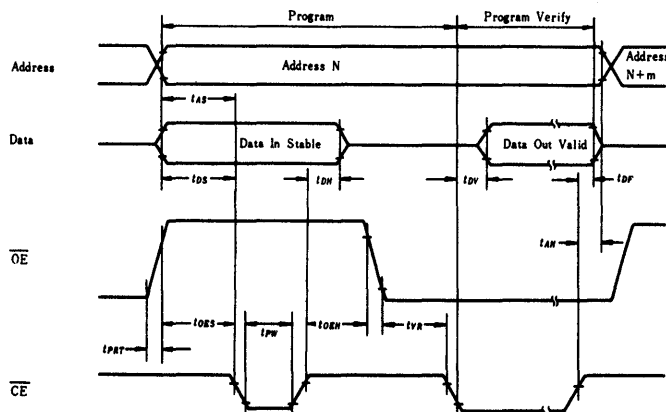 Program
Program Verify
Address
Address N
Address
N+m
tAS
Data
Data In Stable
Data Out Valid
tDS
tDH
tDV
tDF
tAH
OE
tOES
tPW
tOEH
tVR
tPRT
CE